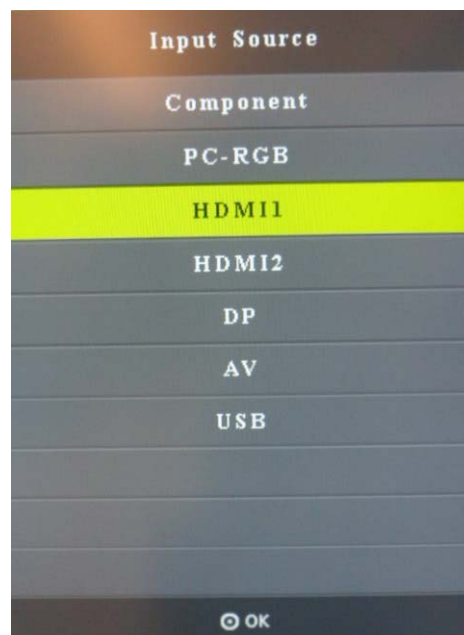 Input Source
Component
PC-RGB
HDMI1
HDMI2
DP
AV
USB
OK